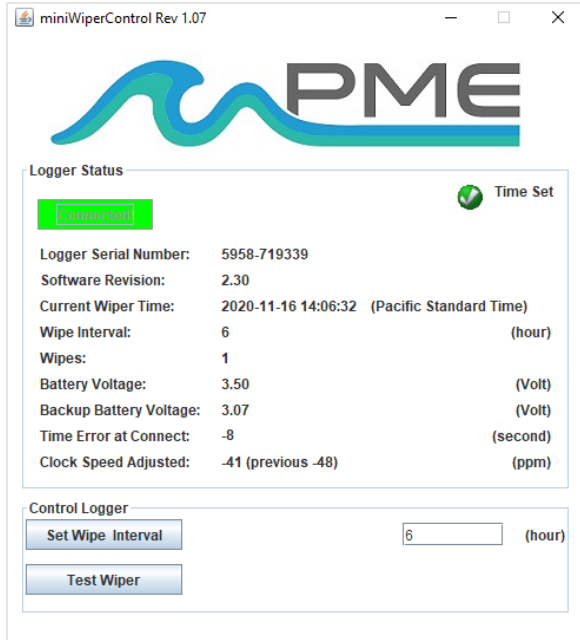 miniWiperControl Rev 1.07
PME
Logger Status
Connected!
Time Set
Logger Serial Number: 5958-719339
Software Revision: 2.30
Current Wiper Time: 2020-11-16 14:06:32 (Pacific Standard Time)
Wipe Interval: 6 (hour)
Wipes: 1
Battery Voltage: 3.50 (Volt)
Backup Battery Voltage: 3.07 (Volt)
Time Error at Connect: -8 (second)
Clock Speed Adjusted: -41 (previous -48) (ppm)
Control Logger
Set Wipe Interval 6 (hour)
Test Wiper